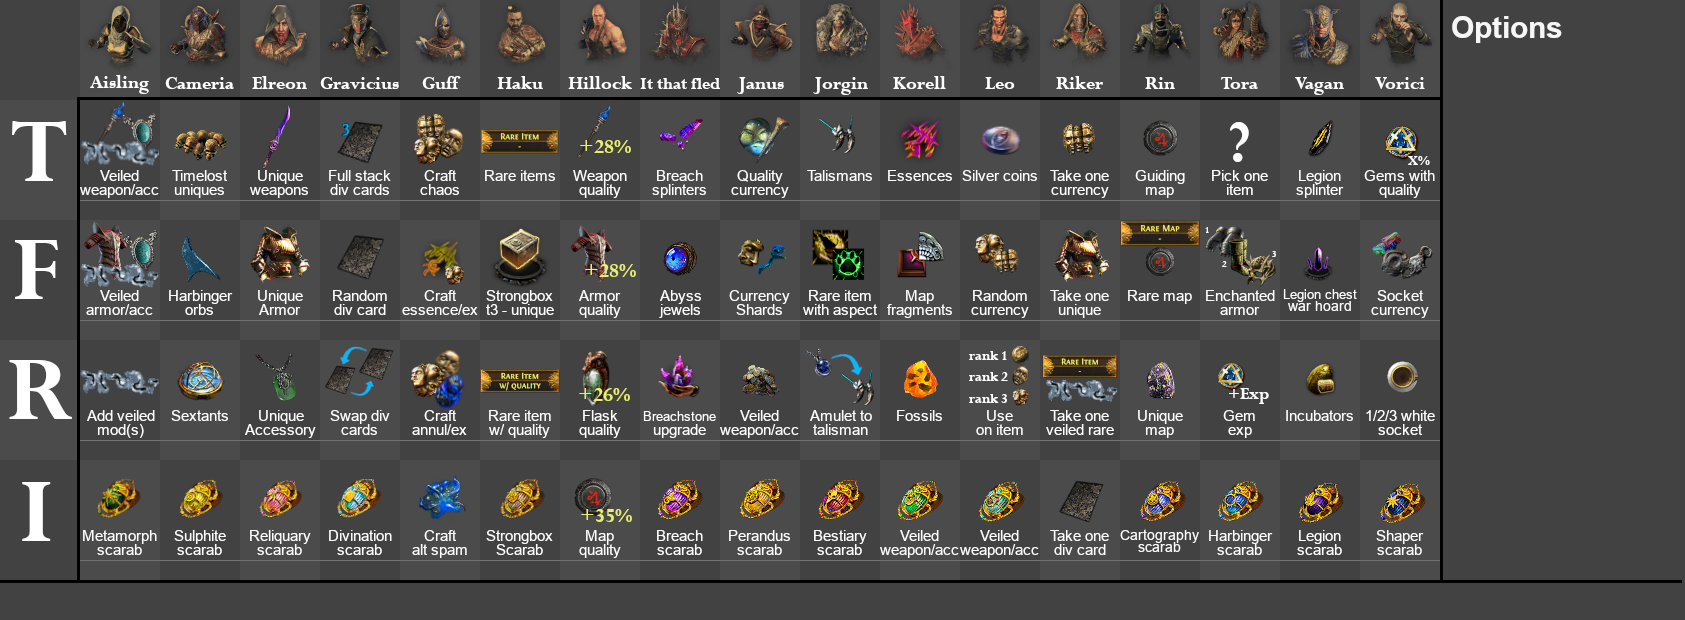 Options
Aisling Cameria Elreon Gravicius Guff Haku Hillock It that fled Janus Jorgin Korell Leo Riker Rin Tora Vagan Vorici
T
3
RARE ITEM
-
+28%
?
X%
Veiled weapon/acc
Timelost uniques
Unique weapons
Full stack div cards
Craft chaos
Rare items
Weapon quality
Breach splinters
Quality currency
Talismans
Essences
Silver coins
Take one currency
Guiding map
Pick one item
Legion splinter
Gems with quality
F
+28%
RARE MAP
-
1
2
3
Veiled armor/acc
Harbinger orbs
Unique Armor
Random div card
Craft essence/ex
Strongbox t3 - unique
Armor quality
Abyss jewels
Currency Shards
Rare item with aspect
Map fragments
Random currency
Take one unique
Rare map
Enchanted armor
Legion chest war hoard
Socket currency
R
RARE ITEM
W/ QUALITY
+26%
rank 1
rank 2
rank 3
RARE ITEM
-
+Exp
Add veiled mod(s)
Sextants
Unique Accessory
Swap div cards
Craft annul/ex
Rare item w/ quality
Flask quality
Breachstone upgrade
Veiled weapon/acc
Amulet to talisman
Fossils
Use on item
Take one veiled rare
Unique map
Gem exp
Incubators
1/2/3 white socket
I
+35%
Metamorph scarab
Sulphite scarab
Reliquary scarab
Divination scarab
Craft alt spam
Strongbox Scarab
Map quality
Breach scarab
Perandus scarab
Bestiary scarab
Veiled weapon/acc
Veiled weapon/acc
Take one div card
Cartography scarab
Harbinger scarab
Legion scarab
Shaper scarab